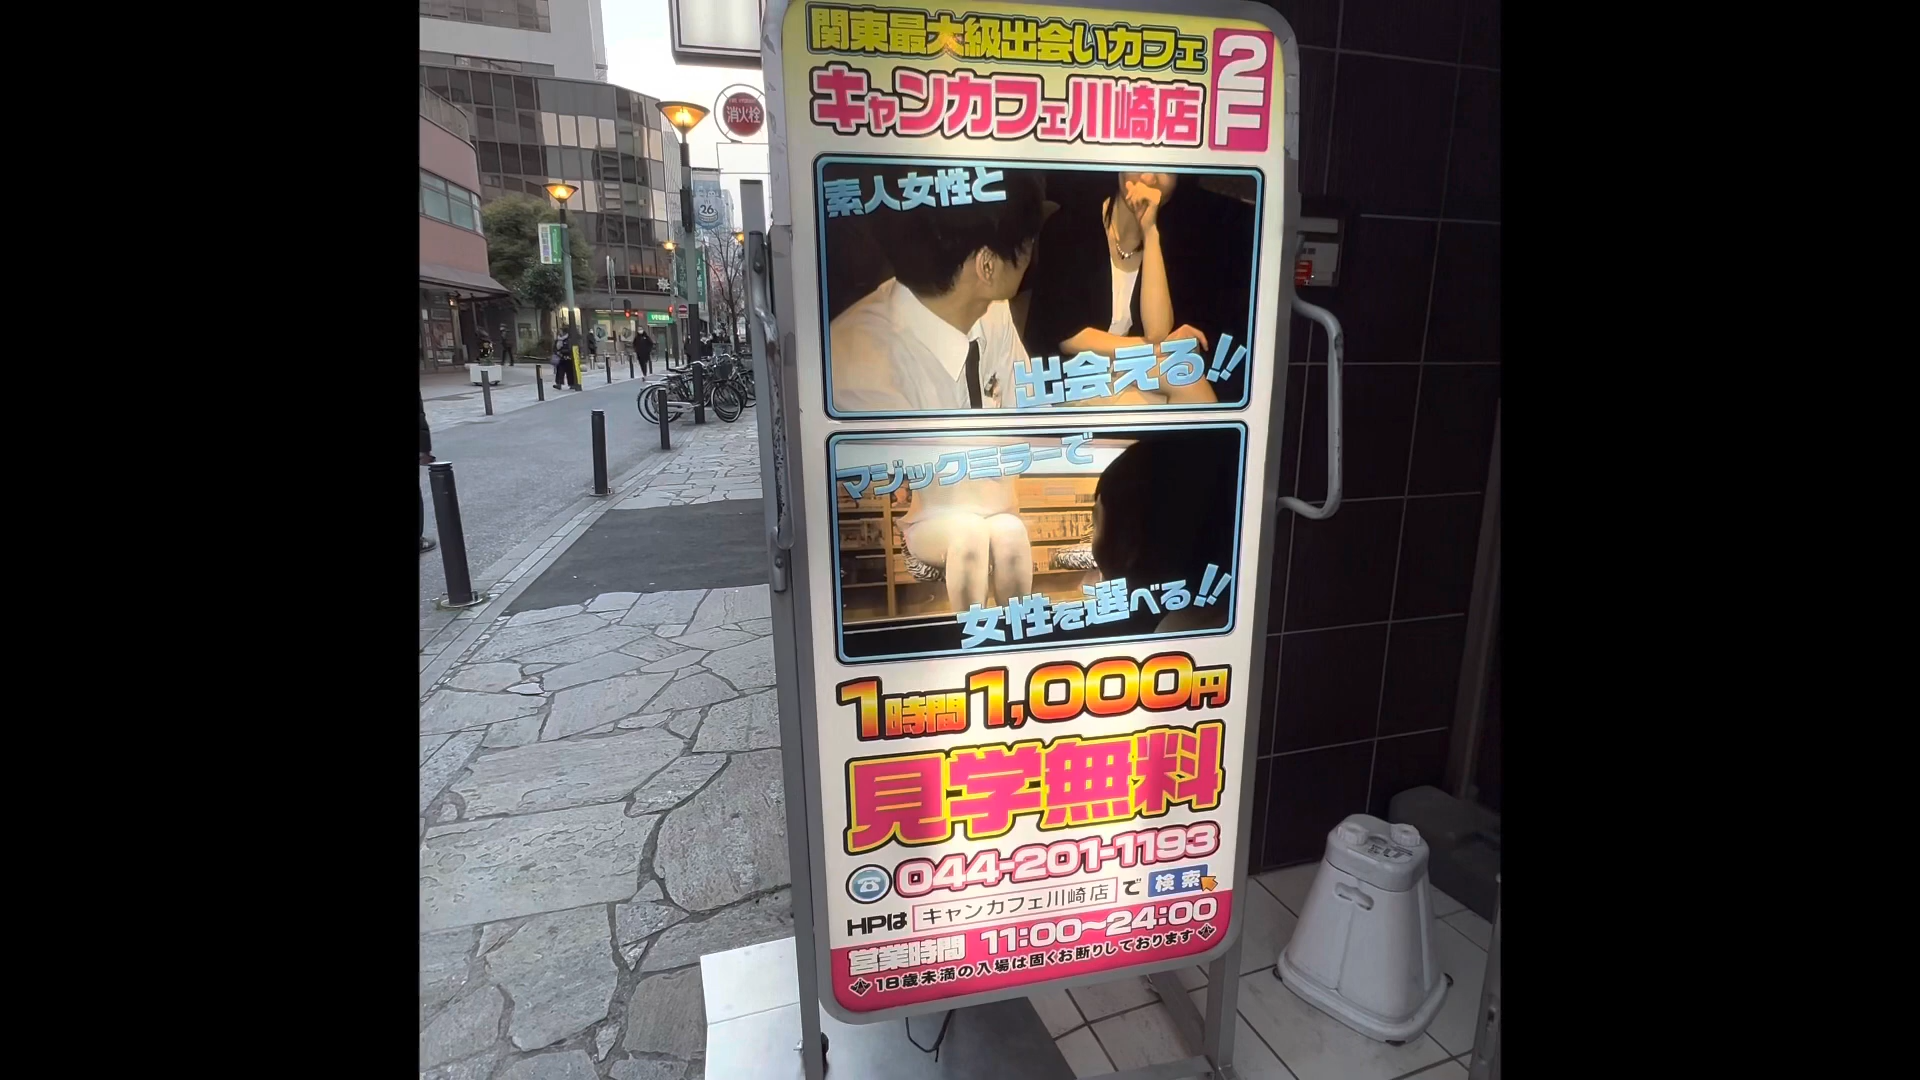 関東最大級出会いカフェ
キャンカフェ川崎店
2F
素人女性と
出会える!!
マジックミラーで
女性を選べる!!
1時間1,000円
見学無料
044-201-1193
HPは キャンカフェ川崎店 で 検索
営業時間 11:00~24:00
18歳未満の入場は固くお断りしております
消火栓
26